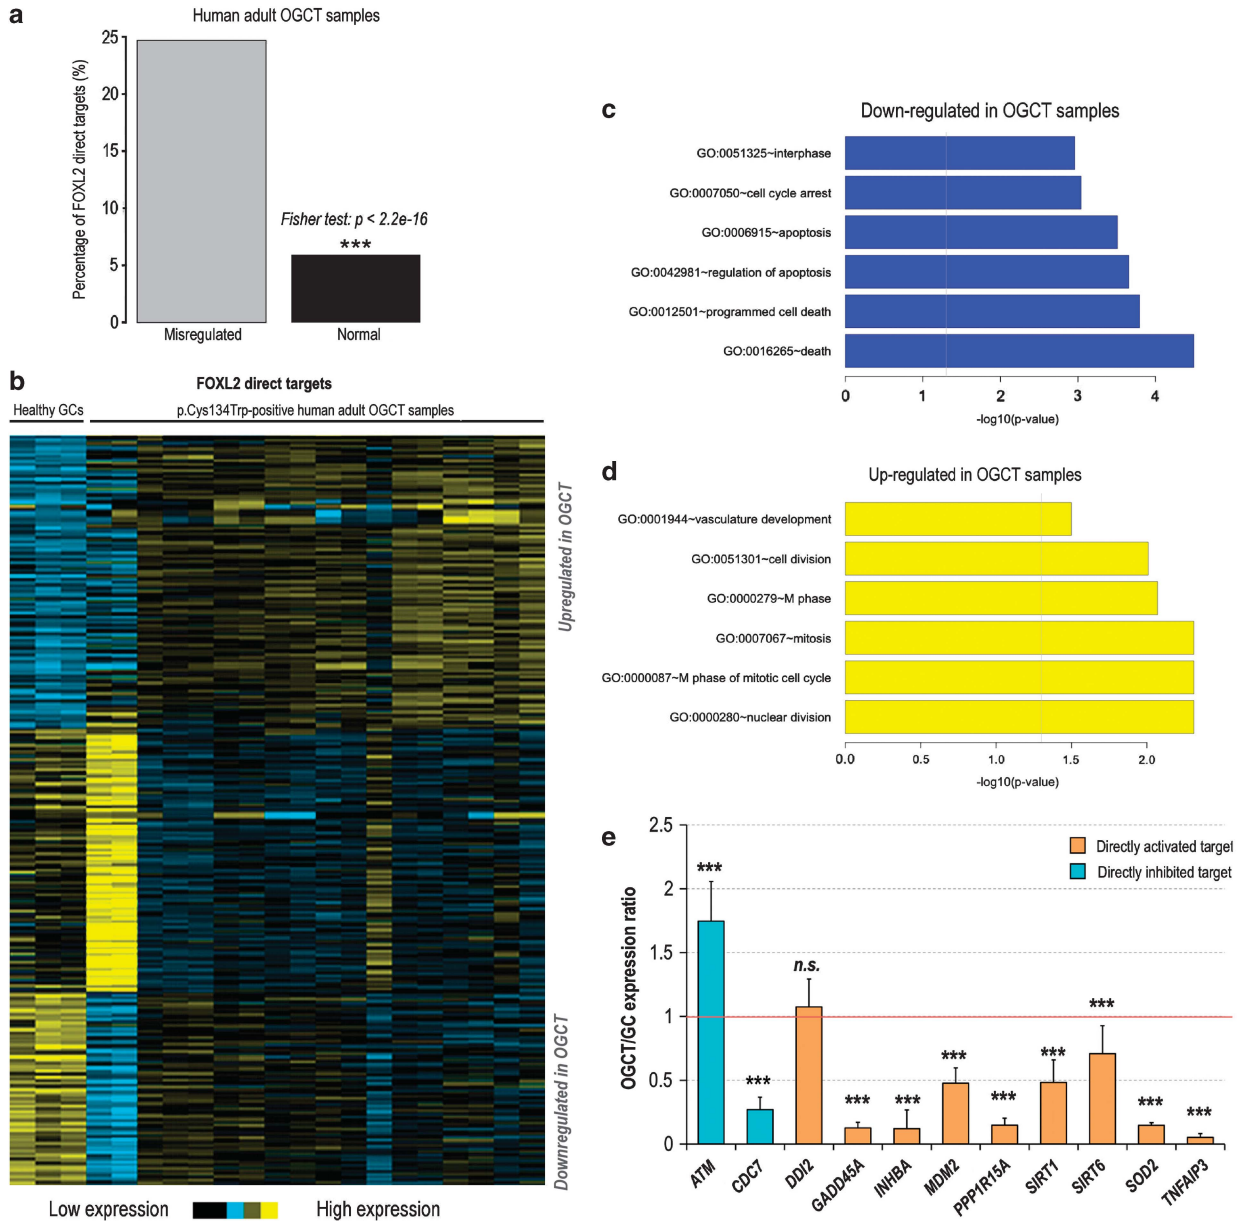 a
Human adult OGCT samples
Percentage of FOXL2 direct targets (%)
25
20
15
10
5
0
Fisher test: p < 2.2e-16
***
Misregulated
Normal
b
FOXL2 direct targets
Healthy GCs
p.Cys134Trp-positive human adult OGCT samples
Upregulated in OGCT
Downregulated in OGCT
Low expression
High expression
c
Down-regulated in OGCT samples
GO:0051325~interphase
GO:0007050~cell cycle arrest
GO:0006915~apoptosis
GO:0042981~regulation of apoptosis
GO:0012501~programmed cell death
GO:0016265~death
0 1 2 3 4
-log10(p-value)
d
Up-regulated in OGCT samples
GO:0001944~vasculature development
GO:0051301~cell division
GO:0000279~M phase
GO:0007067~mitosis
GO:0000087~M phase of mitotic cell cycle
GO:0000280~nuclear division
0.0 0.5 1.0 1.5 2.0
-log10(p-value)
e
OGCT/GC expression ratio
2.5
2
1.5
1
0.5
0
Directly activated target
Directly inhibited target
*** *** n.s. *** *** *** *** *** *** *** ***
ATM CDC7 DDI2 GADD45A INHBA MDM2 PPP1R15A SIRT1 SIRT6 SOD2 TNFAIP3